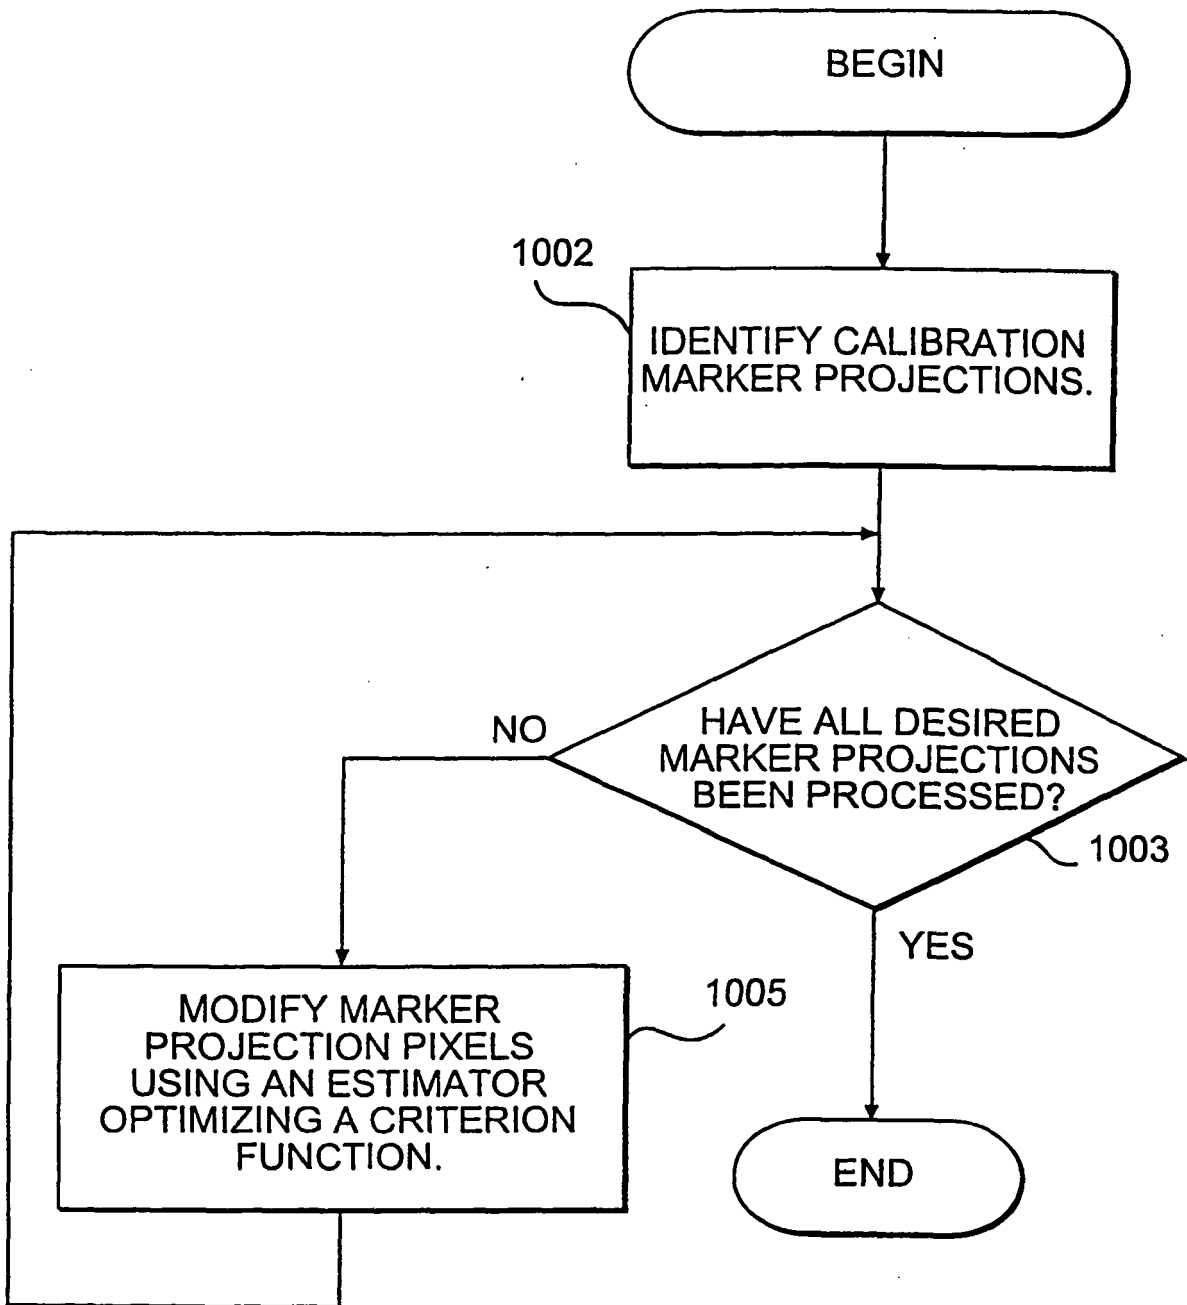 BEGIN
1002
IDENTIFY CALIBRATION
MARKER PROJECTIONS.
NO
HAVE ALL DESIRED
MARKER PROJECTIONS
BEEN PROCESSED?
1003
YES
1005
MODIFY MARKER
PROJECTION PIXELS
USING AN ESTIMATOR
OPTIMIZING A CRITERION
FUNCTION.
END